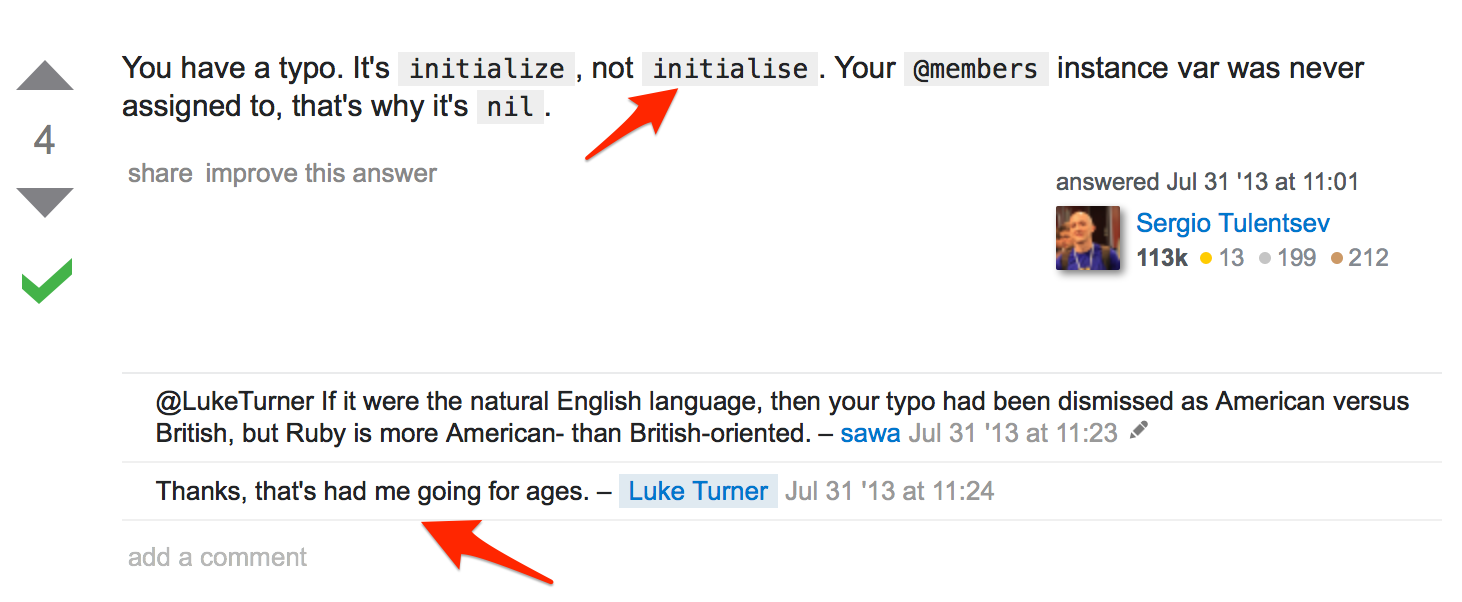 You have a typo. It's initialize, not initialise. Your @members instance var was never
assigned to, that's why it's nil.
4
share improve this answer
answered Jul 31 '13 at 11:01
Sergio Tulentsev
113k 13 199 212
@LukeTurner If it were the natural English language, then your typo had been dismissed as American versus
British, but Ruby is more American- than British-oriented. – sawa Jul 31 '13 at 11:23
Thanks, that's had me going for ages. – Luke Turner Jul 31 '13 at 11:24
add a comment